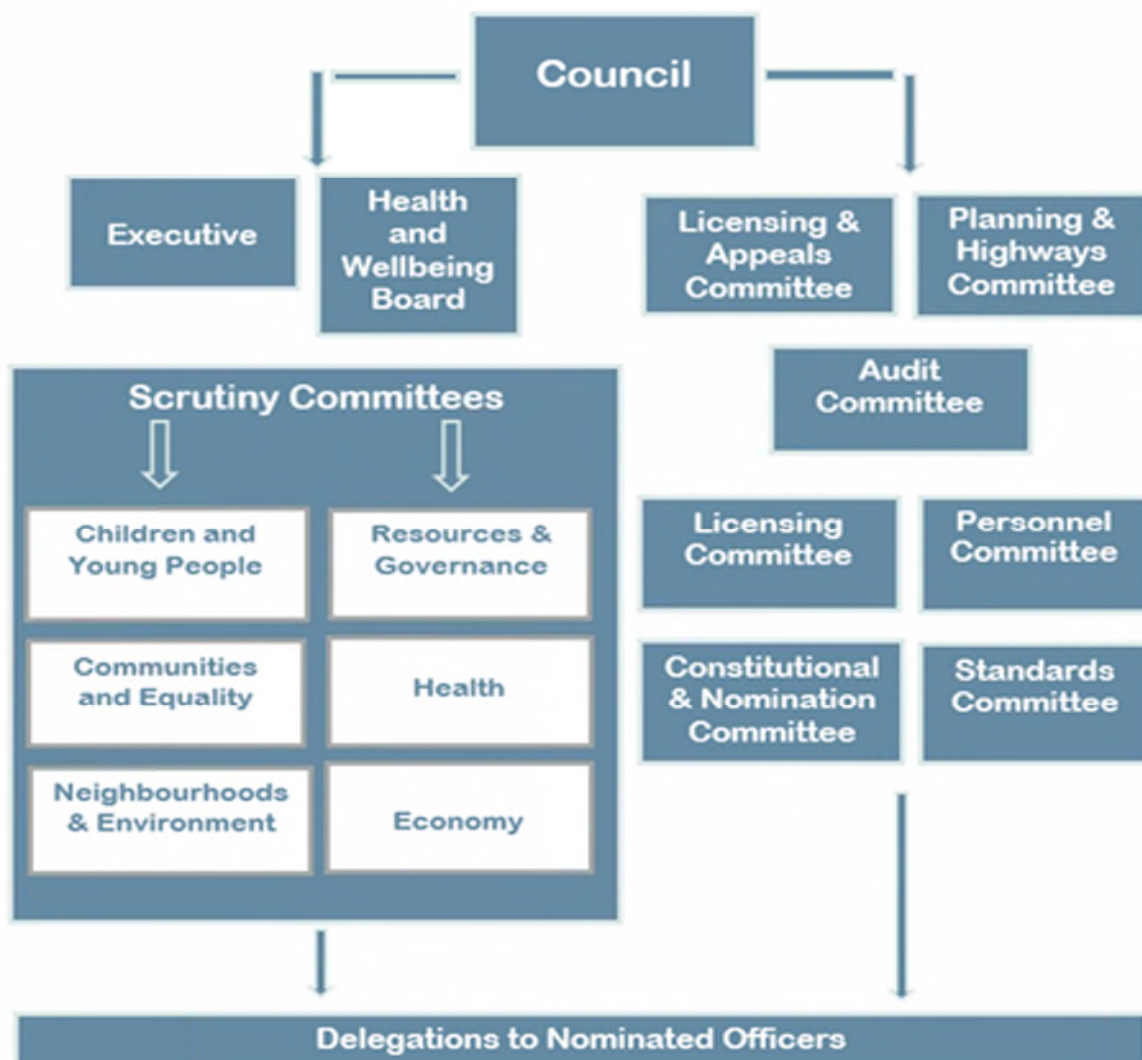 Council
Executive
Health
and
Wellbeing
Board
Licensing &
Appeals
Committee
Planning &
Highways
Committee
Audit
Committee
Scrutiny Committees
Children and
Young People
Resources &
Governance
Communities
and Equality
Health
Neighbourhoods
& Environment
Economy
Licensing
Committee
Personnel
Committee
Constitutional
& Nomination
Committee
Standards
Committee
Delegations to Nominated Officers